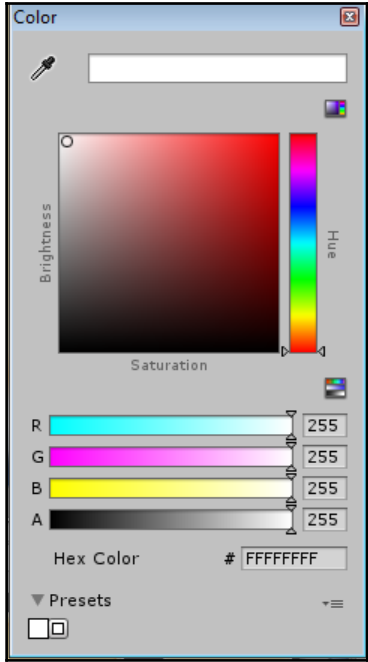 Color
Brightness
Hue
Saturation
R 255
G 255
B 255
A 255
Hex Color # FFFFFFFF
Presets